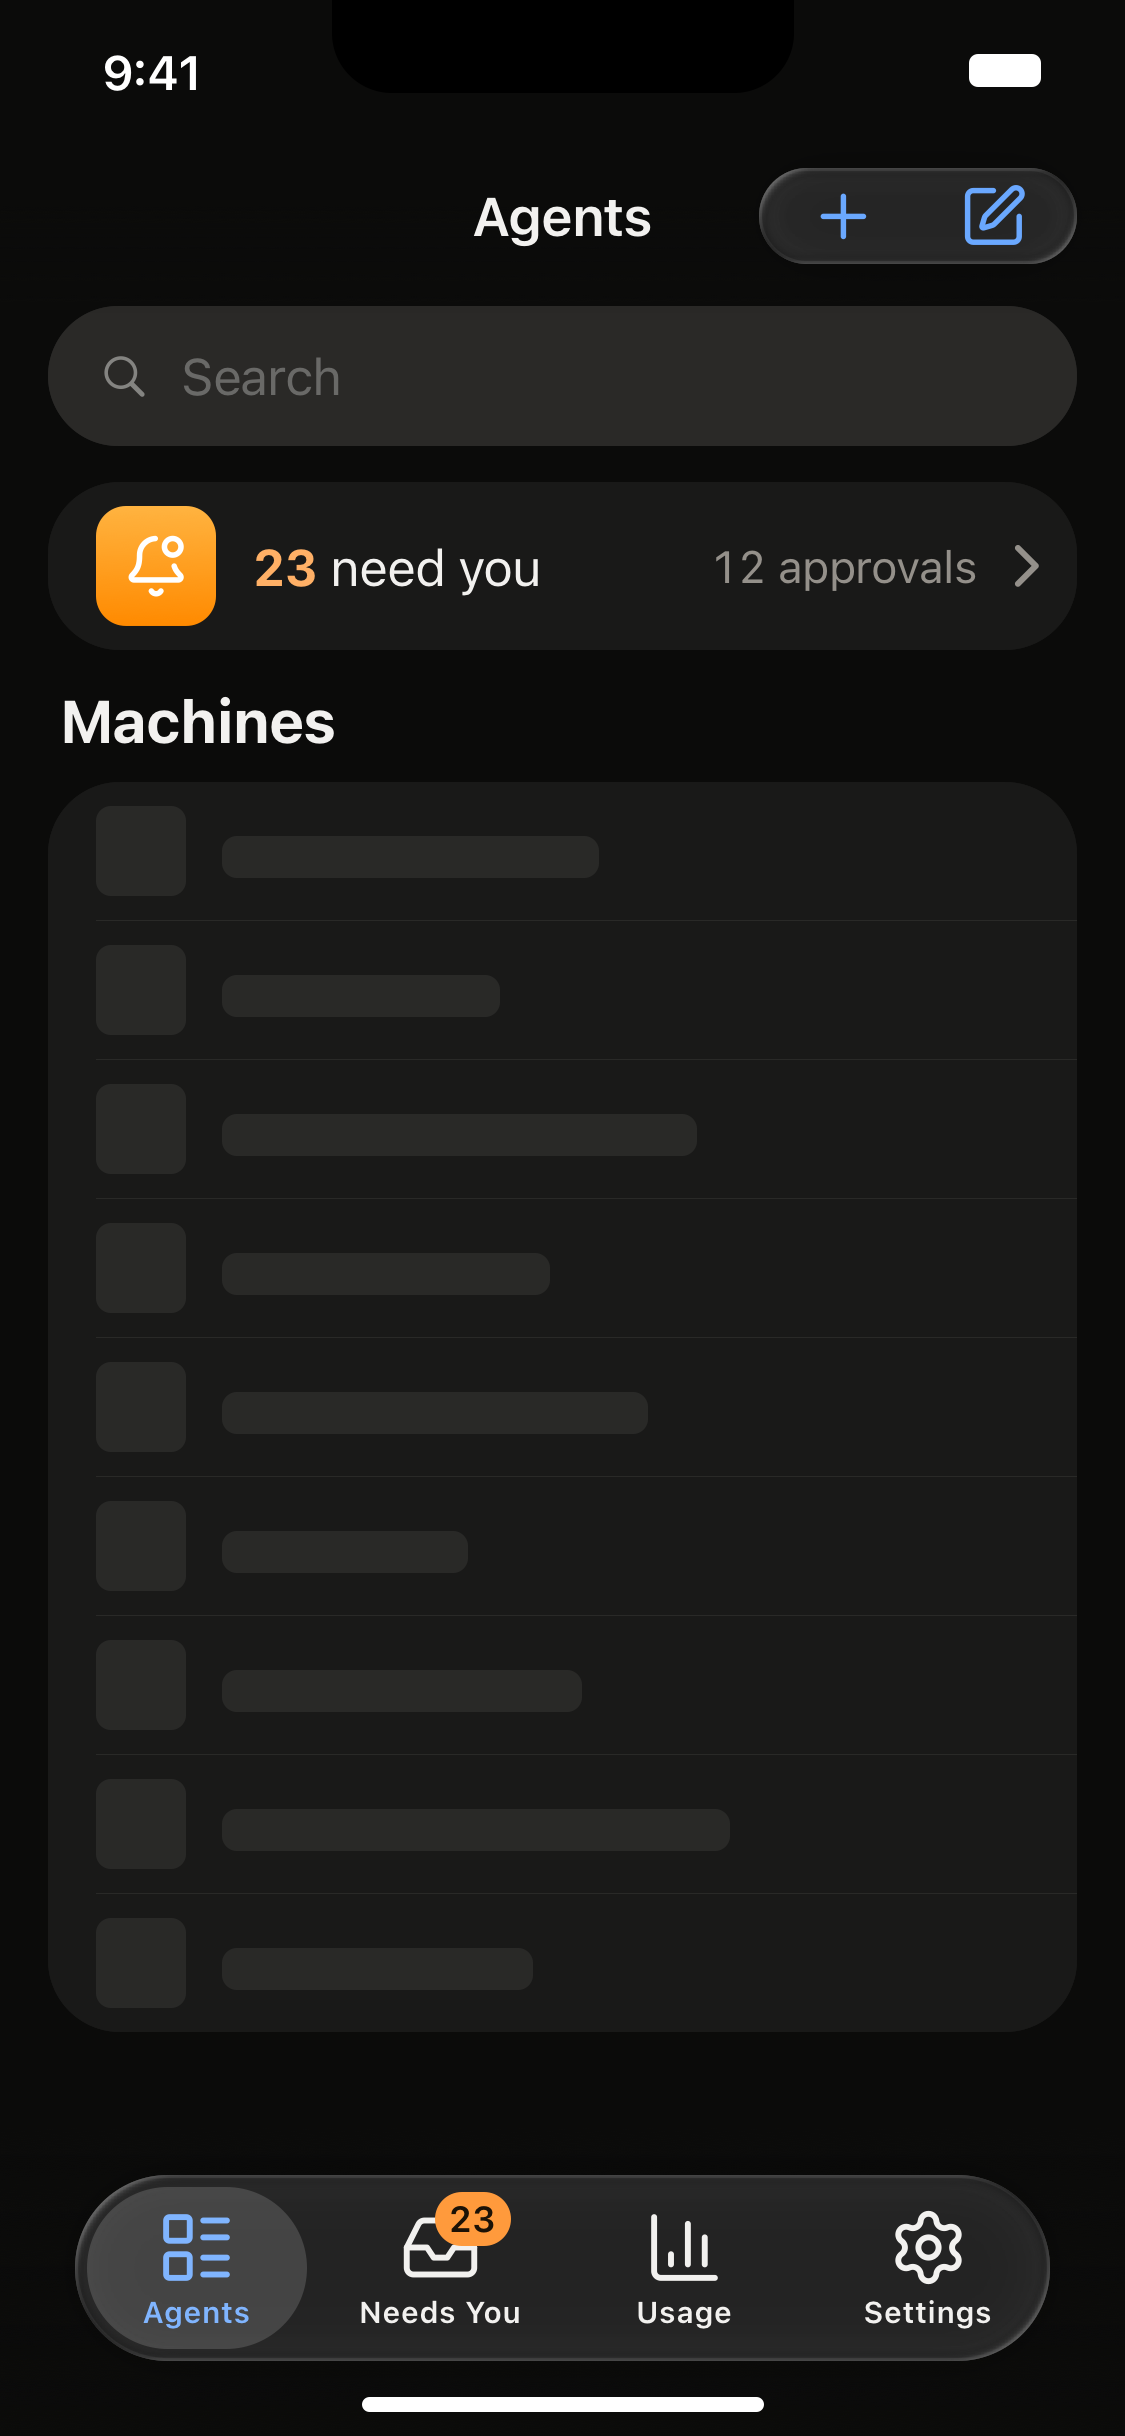 9:41
Agents
Search
23 need you
12 approvals
Machines
23
Agents
Needs You
Usage
Settings